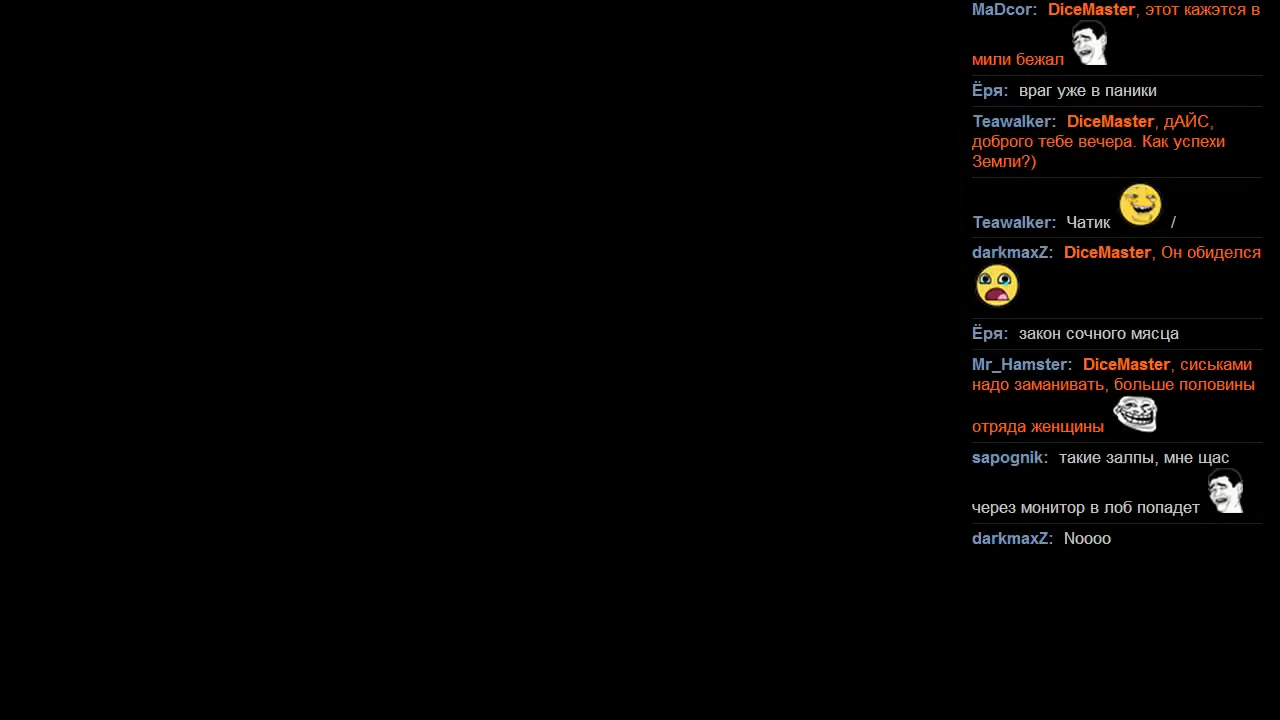 MaDcor: DiceMaster, этот кажэтся в
мили бежал
Ёря: враг уже в паники
Teawalker: DiceMaster, дАЙС,
доброго тебе вечера. Как успехи
Земли?)
Teawalker: Чатик /
darkmaxZ: DiceMaster, Он обиделся
Ёря: закон сочного мясца
Mr_Hamster: DiceMaster, сиськами
надо заманивать, больше половины
отряда женщины
sapognik: такие залпы, мне щас
через монитор в лоб попадет
darkmaxZ: Noooo